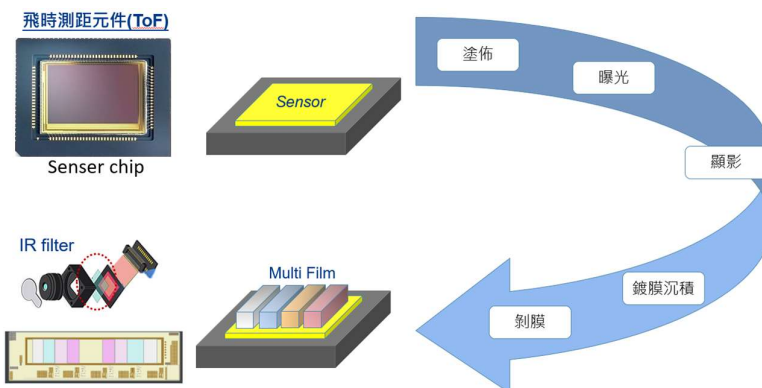 飛時測距元件(ToF)
Senser chip
Sensor
塗佈
曝光
顯影
鍍膜沉積
剝膜
IR filter
Multi Film